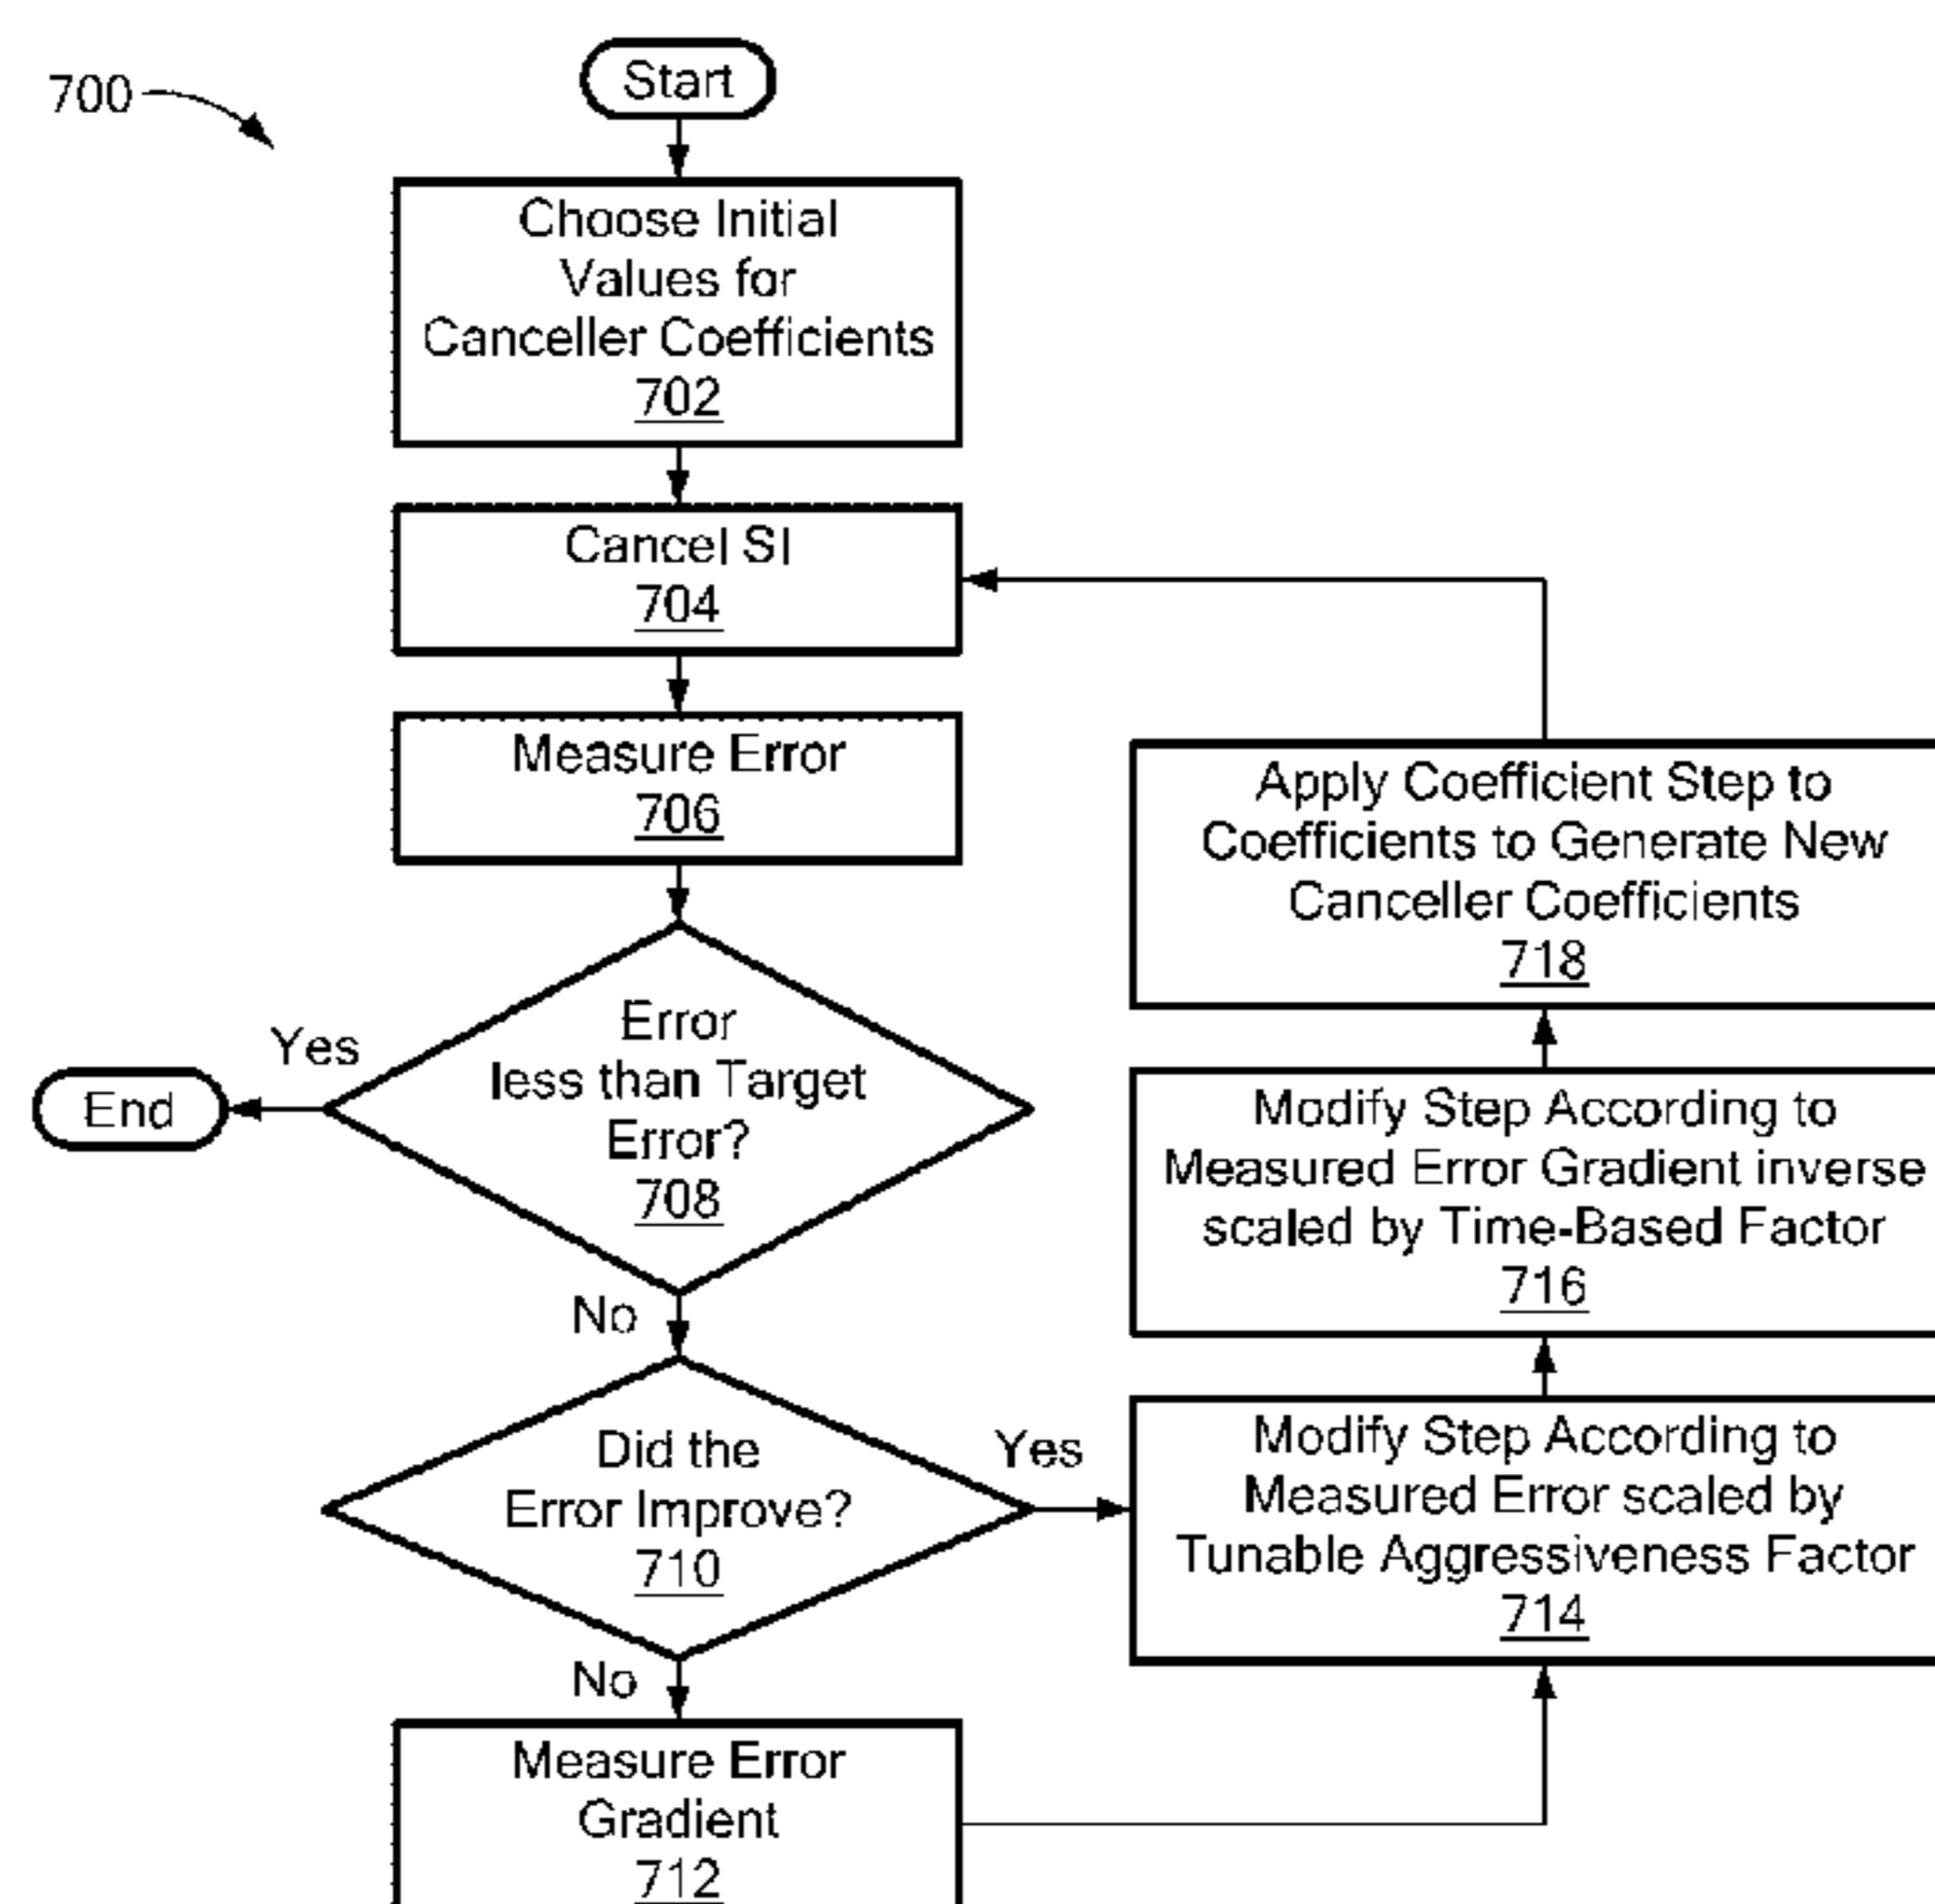 700
Start
Choose Initial
Values for
Canceller Coefficients
702
Cancel SI
704
Measure Error
706
Error
less than Target
Error?
708
Yes
End
No
Did the
Error Improve?
710
Yes
No
Measure Error
Gradient
712
Modify Step According to
Measured Error scaled by
Tunable Aggressiveness Factor
714
Modify Step According to
Measured Error Gradient inverse
scaled by Time-Based Factor
716
Apply Coefficient Step to
Coefficients to Generate New
Canceller Coefficients
718